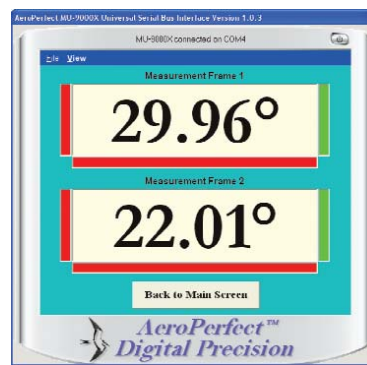 AeroPerfect MU-9000X Universal Serial Bus Interface Version 1.0.3
MU-9000X connected on COM4
File View
Measurement Frame 1
29.96°
Measurement Frame 2
22.01°
Back to Main Screen
AeroPerfect™
Digital Precision